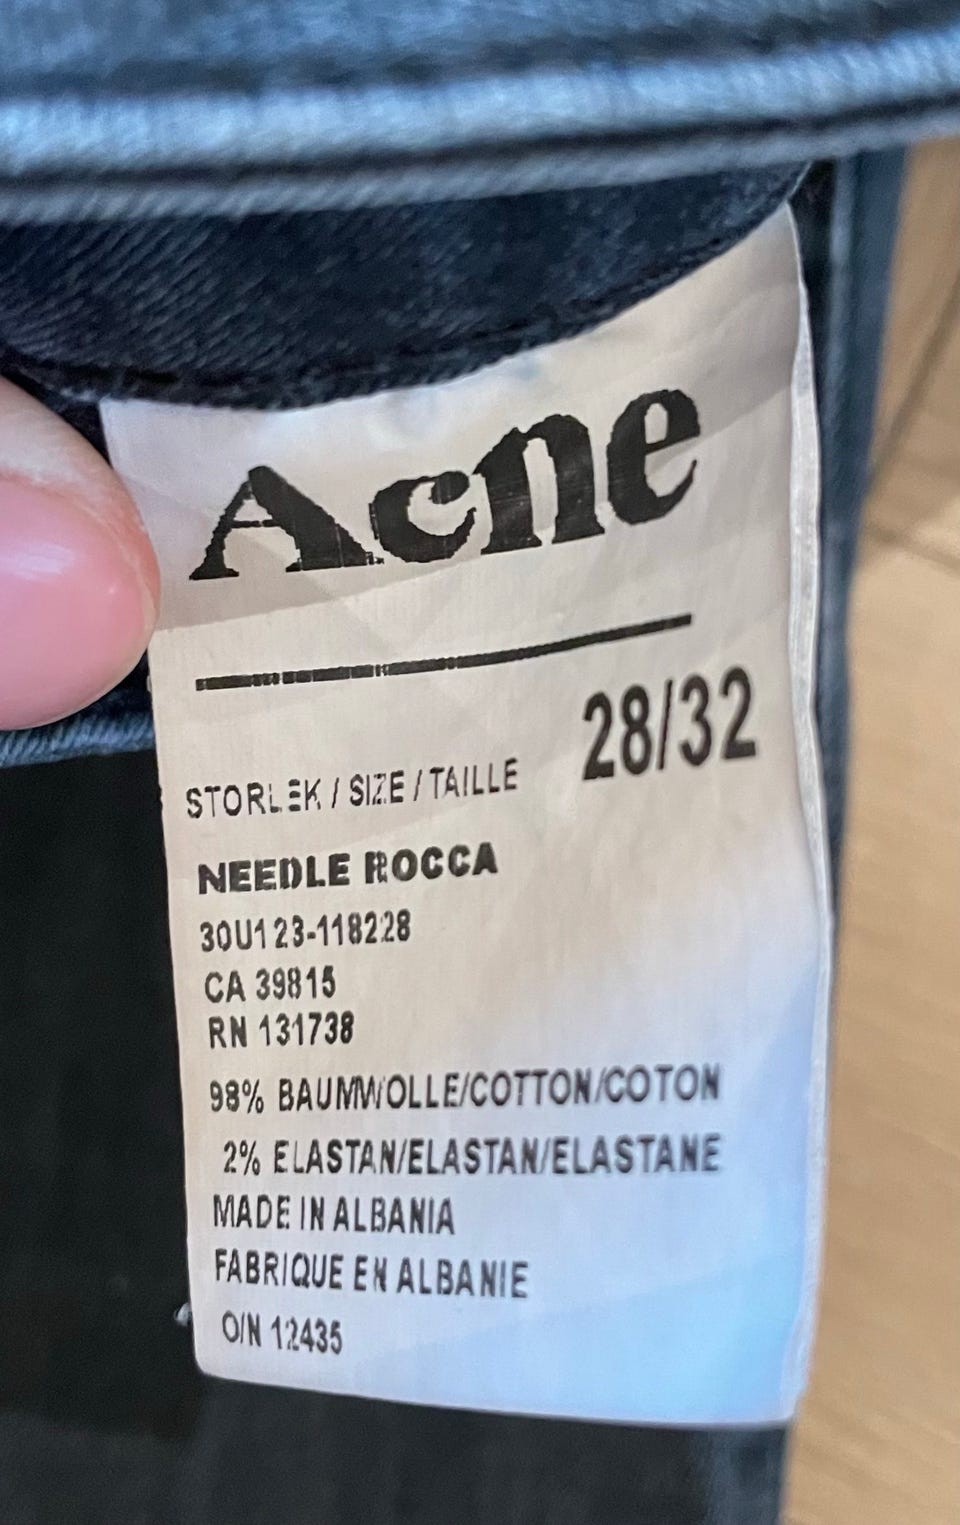 Acne
28/32
STORLEK / SIZE / TAILLE
NEEDLE ROCCA
30U123-118228
CA 39815
RN 131738
98% BAUMWOLLE/COTTON/COTON
2% ELASTAN/ELASTAN/ELASTANE
MADE IN ALBANIA
FABRIQUE EN ALBANIE
O/N 12435